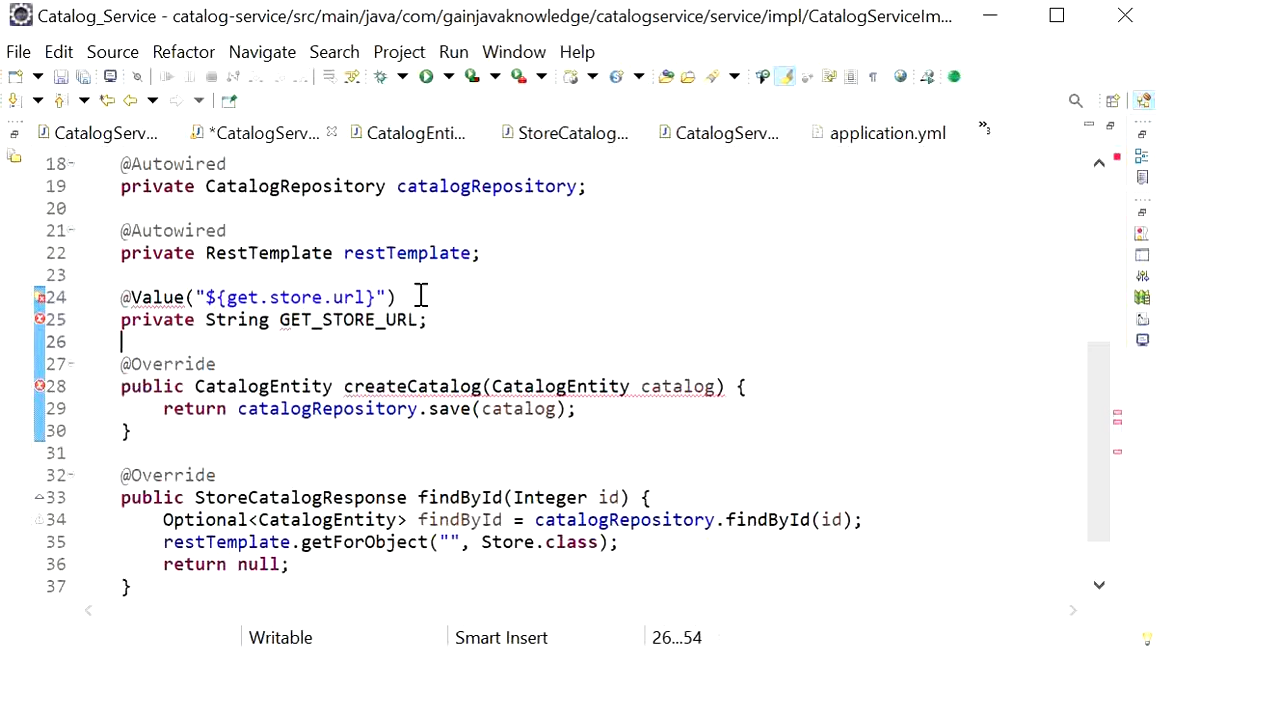 Catalog_Service - catalog-service/src/main/java/com/gainjavaknowledge/catalogservice/service/impl/CatalogServiceIm...
File Edit Source Refactor Navigate Search Project Run Window Help
CatalogServ... *CatalogServ... CatalogEnti... StoreCatalog... CatalogServ... application.yml »3
18 @Autowired
19 private CatalogRepository catalogRepository;
20
21 @Autowired
22 private RestTemplate restTemplate;
23
24 @Value("${get.store.url}")
25 private String GET_STORE_URL;
26
27 @Override
28 public CatalogEntity createCatalog(CatalogEntity catalog) {
29 return catalogRepository.save(catalog);
30 }
31
32 @Override
33 public StoreCatalogResponse findById(Integer id) {
34 Optional<CatalogEntity> findById = catalogRepository.findById(id);
35 restTemplate.getForObject("", Store.class);
36 return null;
37 }
Writable Smart Insert 26...54